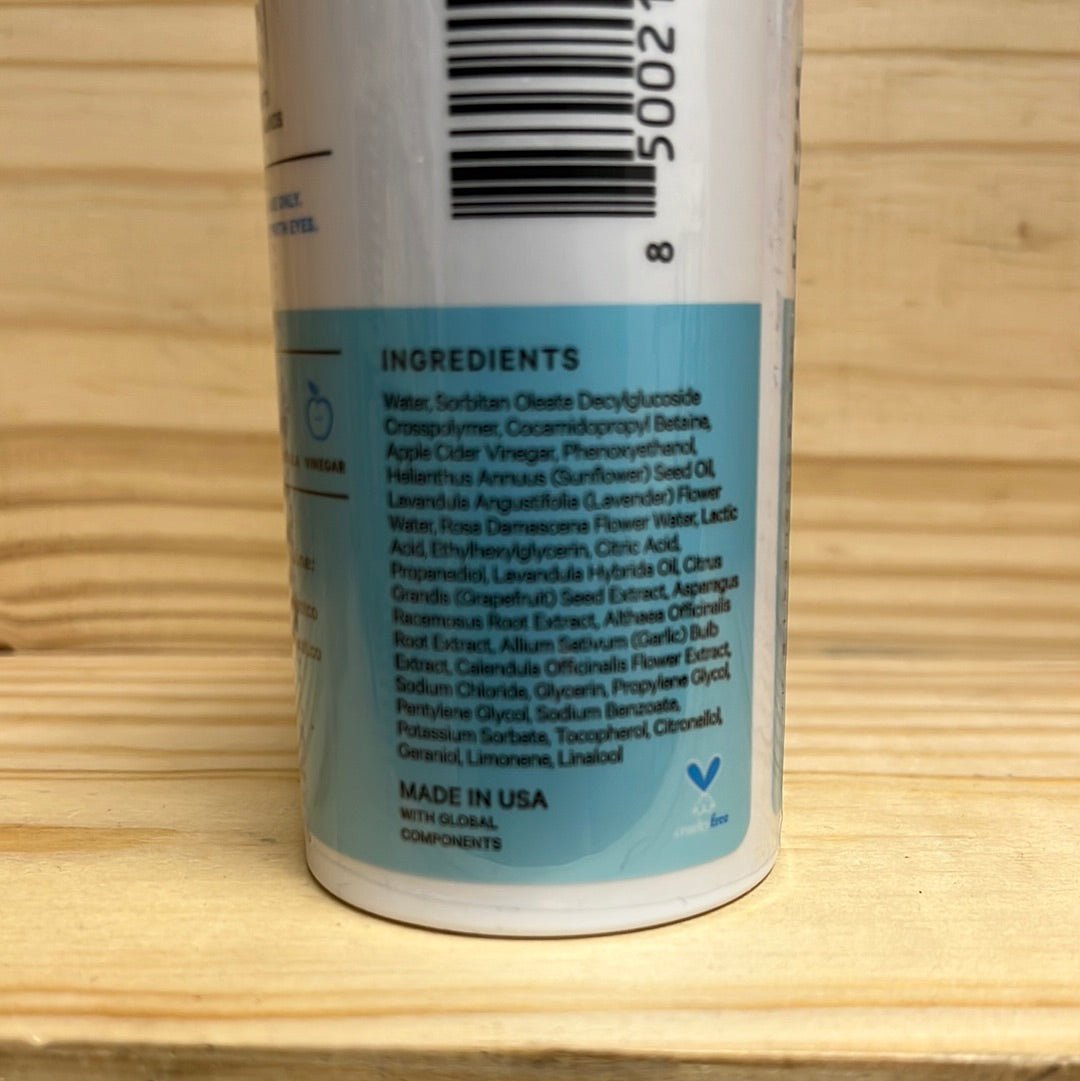 50021
8
ONLY.
WITH EYES.
VINEGAR
INGREDIENTS
Water, Sorbitan Oleate Decylglucoside
Crosspolymer, Cocamidopropyl Betaine,
Apple Cider Vinegar, Phenoxyethanol,
Helianthus Annuus (Sunflower) Seed Oil,
Lavandula Angustifolia (Lavender) Flower
Water, Rosa Damascena Flower Water, Lactic
Acid, Ethylhexylglycerin, Citric Acid,
Propanediol, Lavandula Hybrida Oil, Citrus
Grandis (Grapefruit) Seed Extract, Asparagus
Racemosus Root Extract, Althaea Officinalis
Root Extract, Allium Sativum (Garlic) Bulb
Extract, Calendula Officinalis Flower Extract,
Sodium Chloride, Glycerin, Propylene Glycol,
Pentylene Glycol, Sodium Benzoate,
Potassium Sorbate, Tocopherol, Citronellol,
Geraniol, Limonene, Linalool
MADE IN USA
WITH GLOBAL
COMPONENTS
free